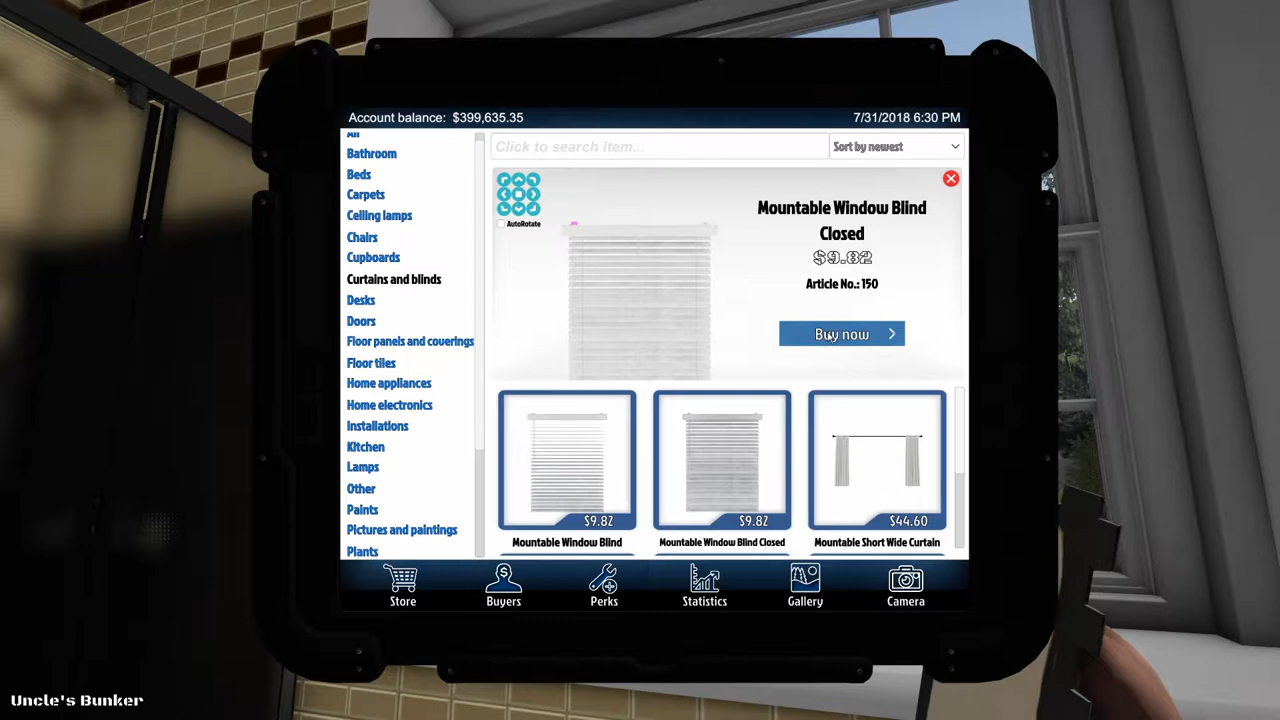 Account balance: $399,635.35
7/31/2018 6:30 PM
All
Bathroom
Beds
Carpets
Ceiling lamps
Chairs
Cupboards
Curtains and blinds
Desks
Doors
Floor panels and coverings
Floor tiles
Home appliances
Home electronics
Installations
Kitchen
Lamps
Other
Paints
Pictures and paintings
Plants
Click to search item...
Sort by newest
AutoRotate
Mountable Window Blind
Closed
$9.82
Article No.: 150
Buy now
$9.82
$9.82
$44.60
Mountable Window Blind
Mountable Window Blind Closed
Mountable Short Wide Curtain
Store
Buyers
Perks
Statistics
Gallery
Camera
Uncle's Bunker